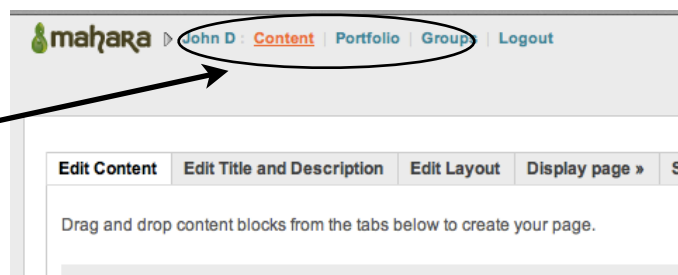 mahara ▷ John D : Content | Portfolio | Groups | Logout
Edit Content Edit Title and Description Edit Layout Display page »
Drag and drop content blocks from the tabs below to create your page.